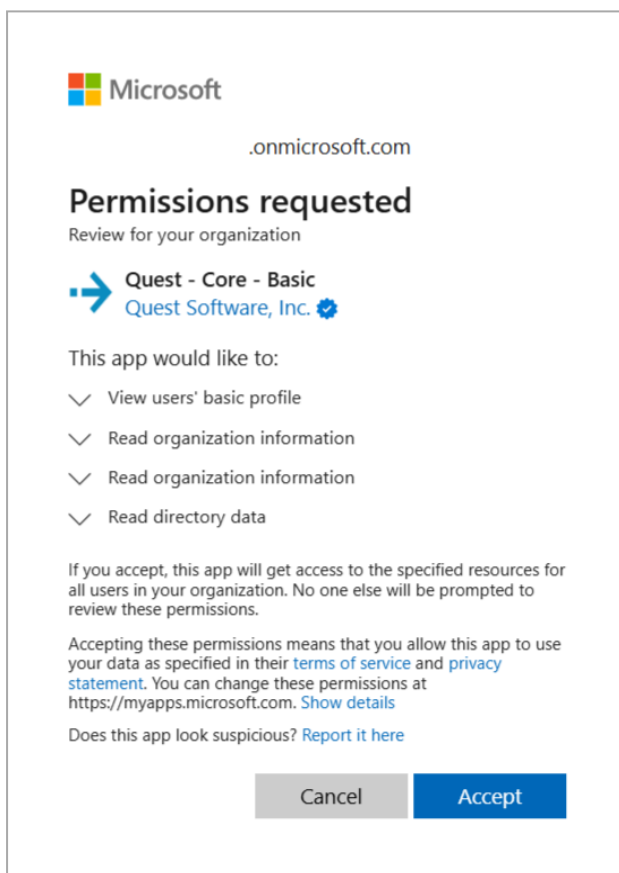 Microsoft
.onmicrosoft.com
Permissions requested
Review for your organization
Quest - Core - Basic
Quest Software, Inc.
This app would like to:
View users' basic profile
Read organization information
Read organization information
Read directory data
If you accept, this app will get access to the specified resources for
all users in your organization. No one else will be prompted to
review these permissions.
Accepting these permissions means that you allow this app to use
your data as specified in their terms of service and privacy
statement. You can change these permissions at
https://myapps.microsoft.com. Show details
Does this app look suspicious? Report it here
Cancel Accept